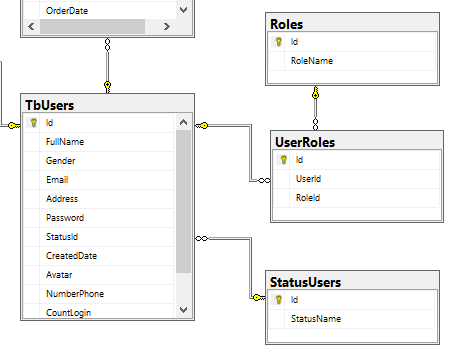 OrderDate
TbUsers
Id
FullName
Gender
Email
Address
Password
StatusId
CreatedDate
Avatar
NumberPhone
CountLogin
Roles
Id
RoleName
UserRoles
Id
UserId
RoleId
StatusUsers
Id
StatusName